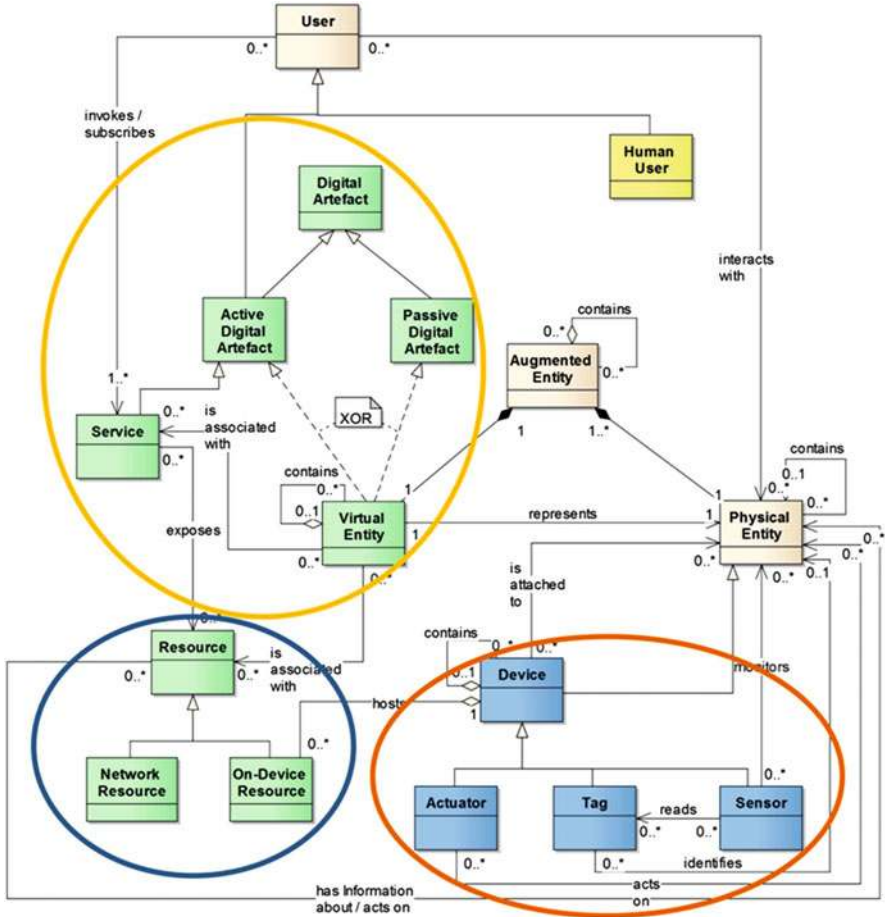 User
0..*
0..*
invokes /
subscribes
Human
User
Digital
Artefact
interacts
with
Active
Digital
Artefact
Passive
Digital
Artefact
contains
0..*
0..*
Augmented
Entity
1..*
0..*
is
associated
with
XOR
Service
0..*
1
1..*
contains
0..*
0..1
Virtual
Entity
1
1
0..*
0..*
represents
1
1
contains
0..*
0..1
0..*
Physical
Entity
0..*
0..*
0..*
0..1
0..*
0..*
exposes
is
attached
to
0..*
Resource
0..*
0..*
is
associated
with
contains
0..*
0..1
0..*
Device
1
monitors
hosts
0..*
Network
Resource
On-Device
Resource
0..*
Actuator
Tag
Sensor
reads
0..*
0..*
0..*
0..*
identifies
acts
on
has Information
about / acts on